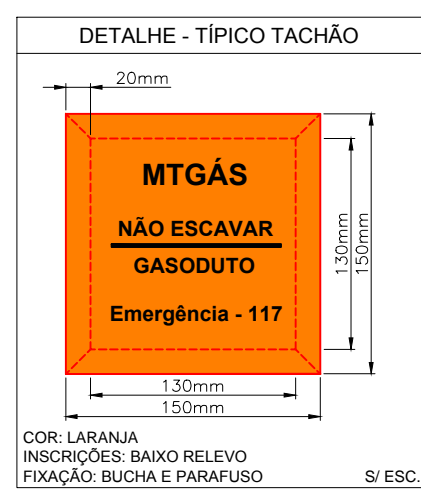 DETALHE - TÍPICO TACHÃO
20mm
MTGÁS
NÃO ESCAVAR
GASODUTO
Emergência - 117
130mm
150mm
130mm
150mm
COR: LARANJA
INSCRIÇÕES: BAIXO RELEVO
FIXAÇÃO: BUCHA E PARAFUSO S/ ESC.